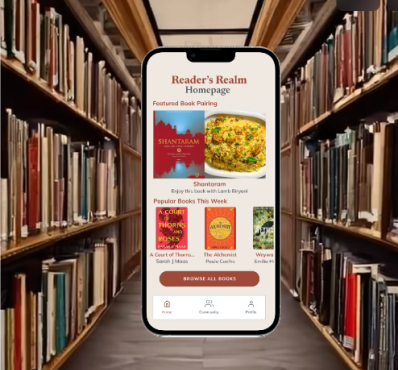 Reader's Realm
Homepage
Featured Book Pairing
SHANTARAM
Shantaram
Enjoy this book with Lamb Biryani
Popular Books This Week
A COURT OF
THORNS
AND
ROSES
THE
ALCHEMIST
A Court of Thorns...
Sarah J Maas
The Alchemist
Paulo Coelho
BROWSE ALL BOOKS
Home
Community
Profile